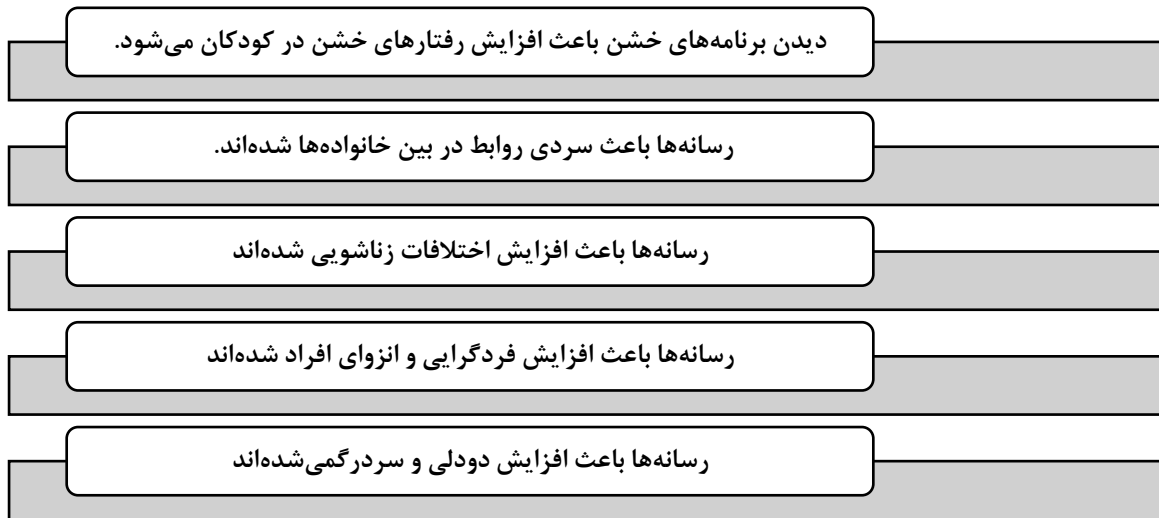 دیدن برنامه‌های خشن باعث افزایش رفتارهای خشن در کودکان می‌شود.
رسانه‌ها باعث سردی روابط در بین خانواده‌ها شده‌اند.
رسانه‌ها باعث افزایش اختلافات زناشویی شده‌اند
رسانه‌ها باعث افزایش فردگرایی و انزوای افراد شده‌اند
رسانه‌ها باعث افزایش دودلی و سردرگمی‌شده‌اند